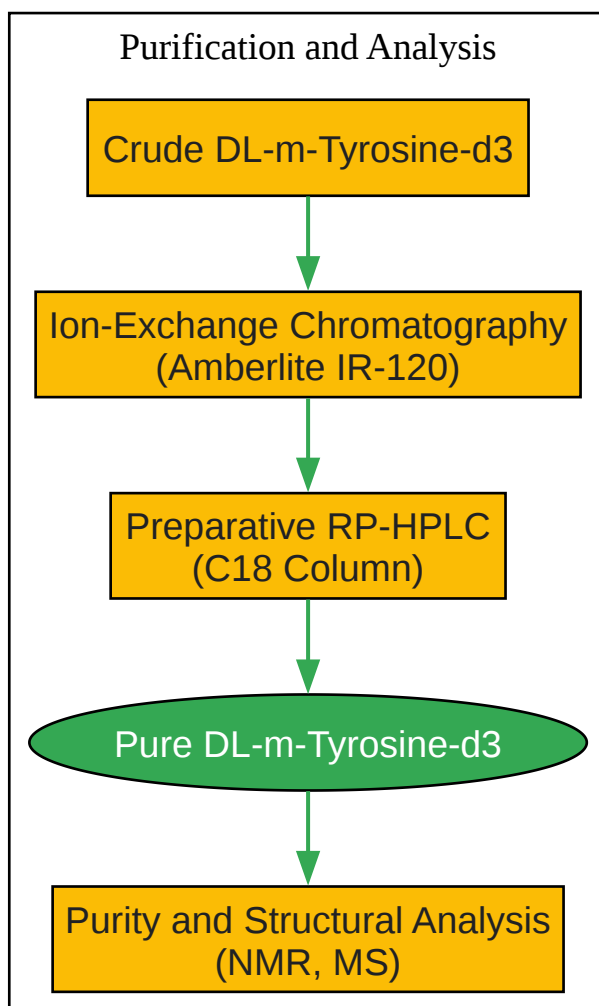 Purification and Analysis
Crude DL-m-Tyrosine-d3
Ion-Exchange Chromatography
(Amberlite IR-120)
Preparative RP-HPLC
(C18 Column)
Pure DL-m-Tyrosine-d3
Purity and Structural Analysis
(NMR, MS)